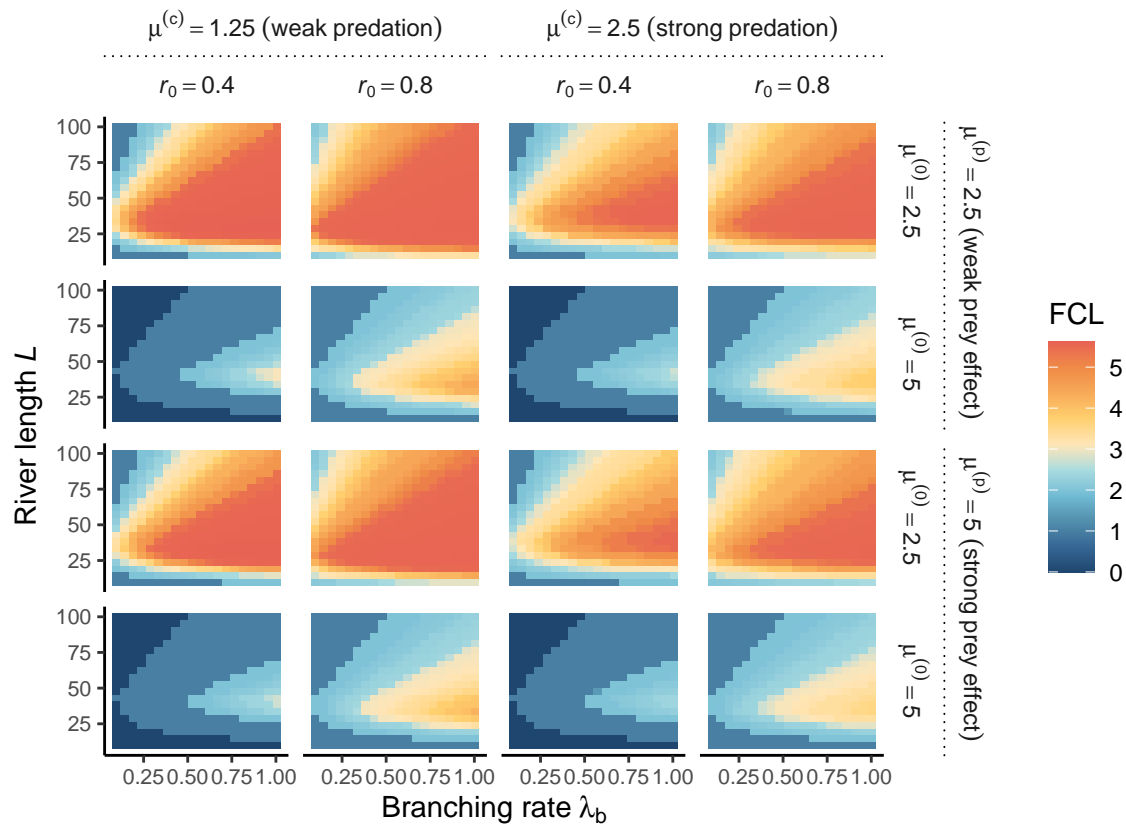 μ(c) = 1.25 (weak predation) μ(c) = 2.5 (strong predation)
r0 = 0.4 r0 = 0.8 r0 = 0.4 r0 = 0.8
100
75
50
25
μ(0) = 2.5
100
75
50
25
μ(0) = 5
μ(p) = 2.5 (weak prey effect)
100
75
50
25
μ(0) = 2.5
100
75
50
25
μ(0) = 5
μ(p) = 5 (strong prey effect)
River length L
0.25 0.50 0.75 1.00 0.25 0.50 0.75 1.00 0.25 0.50 0.75 1.00 0.25 0.50 0.75 1.00
Branching rate λb
FCL
5
4
3
2
1
0